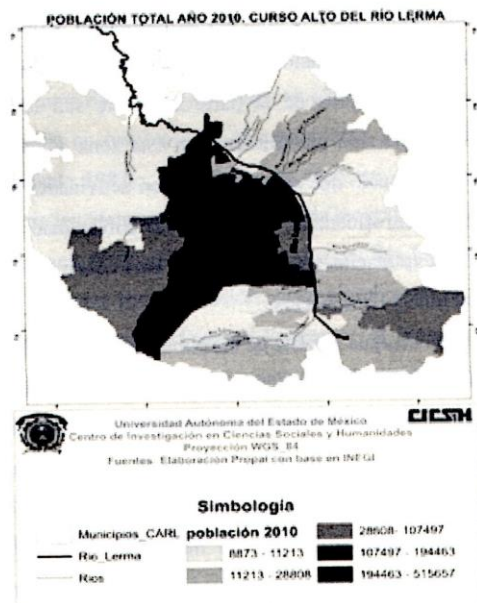 POBLACIÓN TOTAL AÑO 2010. CURSO ALTO DEL RÍO LERMA
CICSyH
Universidad Autónoma del Estado de México
Centro de Investigación en Ciencias Sociales y Humanidades
Proyección WGS_84
Fuentes. Elaboración Propal con base en INEGI
Simbología
Municipios_CARL
Rio_Lerma
Rios
población 2010
8873 - 11213
11213 - 28808
28608- 107497
107497 - 194463
194463 - 515657